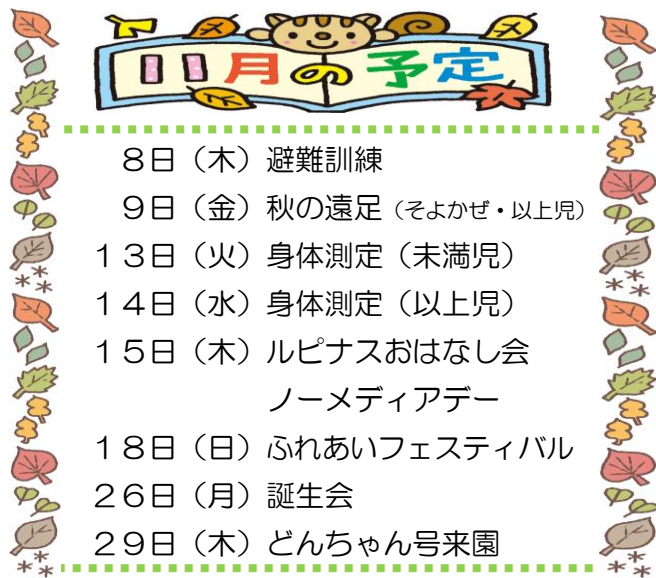 11月の予定
８日（木）避難訓練
９日（金）秋の遠足（そよかぜ・以上児）
１３日（火）身体測定（未満児）
１４日（水）身体測定（以上児）
１５日（木）ルピナスおはなし会
ノーメディアデー
１８日（日）ふれあいフェスティバル
２６日（月）誕生会
２９日（木）どんちゃん号来園